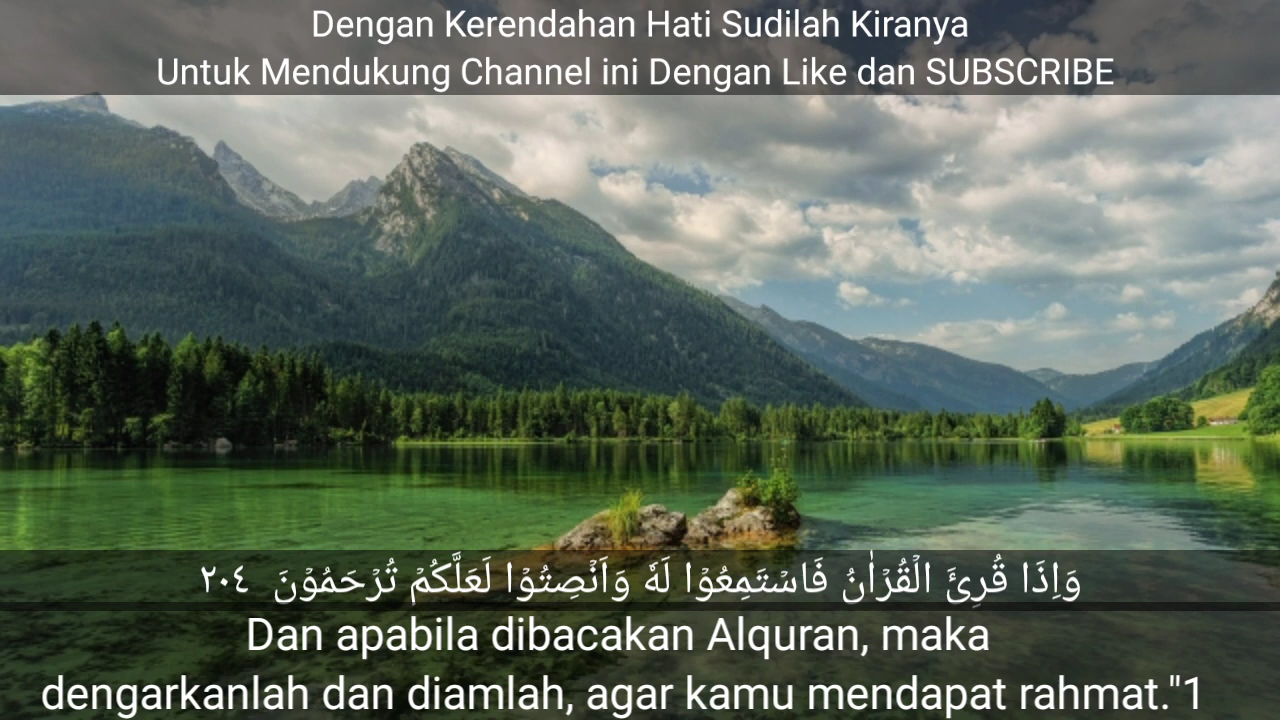 Dengan Kerendahan Hati Sudilah Kiranya
Untuk Mendukung Channel ini Dengan Like dan SUBSCRIBE
وَاِذَا قُرِئَ الْقُرْاٰنُ فَاسْتَمِعُوْا لَهٗ وَاَنْصِتُوْا لَعَلَّكُمْ تُرْحَمُوْنَ ٢٠٤
Dan apabila dibacakan Alquran, maka
dengarkanlah dan diamlah, agar kamu mendapat rahmat."1